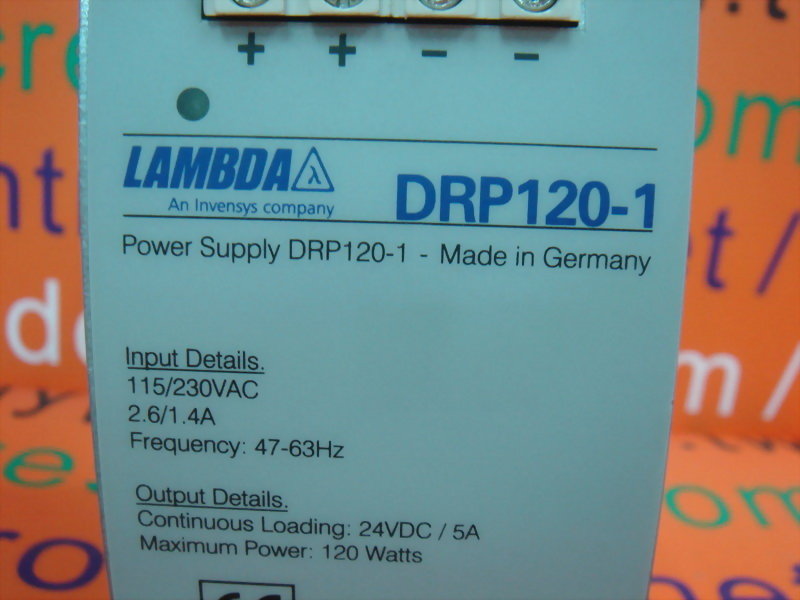 + + − −
LAMBDA λ
An Invensys company
DRP120-1
Power Supply DRP120-1 - Made in Germany
Input Details.
115/230VAC
2.6/1.4A
Frequency: 47-63Hz
Output Details.
Continuous Loading: 24VDC / 5A
Maximum Power: 120 Watts
CE